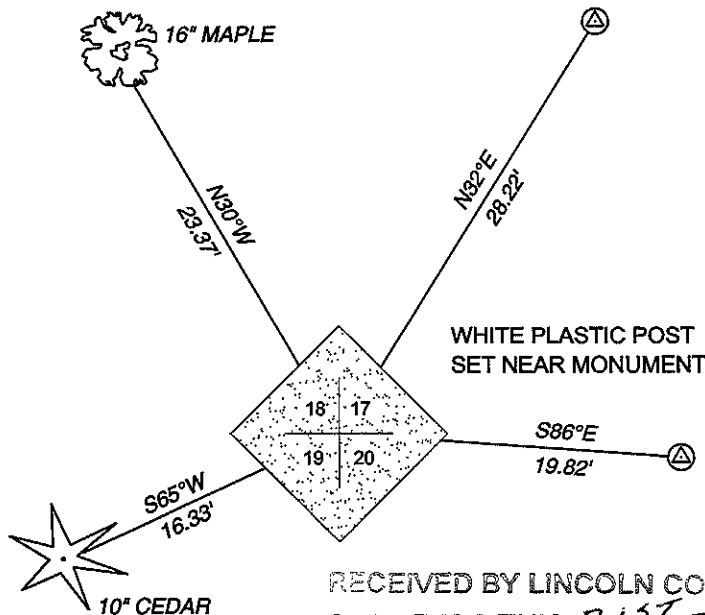 16" MAPLE
N30°W
23.37'
N32°E
28.22'
WHITE PLASTIC POST
SET NEAR MONUMENT
18 17
19 20
S86°E
19.82'
S65°W
16.33'
10" CEDAR
RECEIVED BY LINCOLN CO